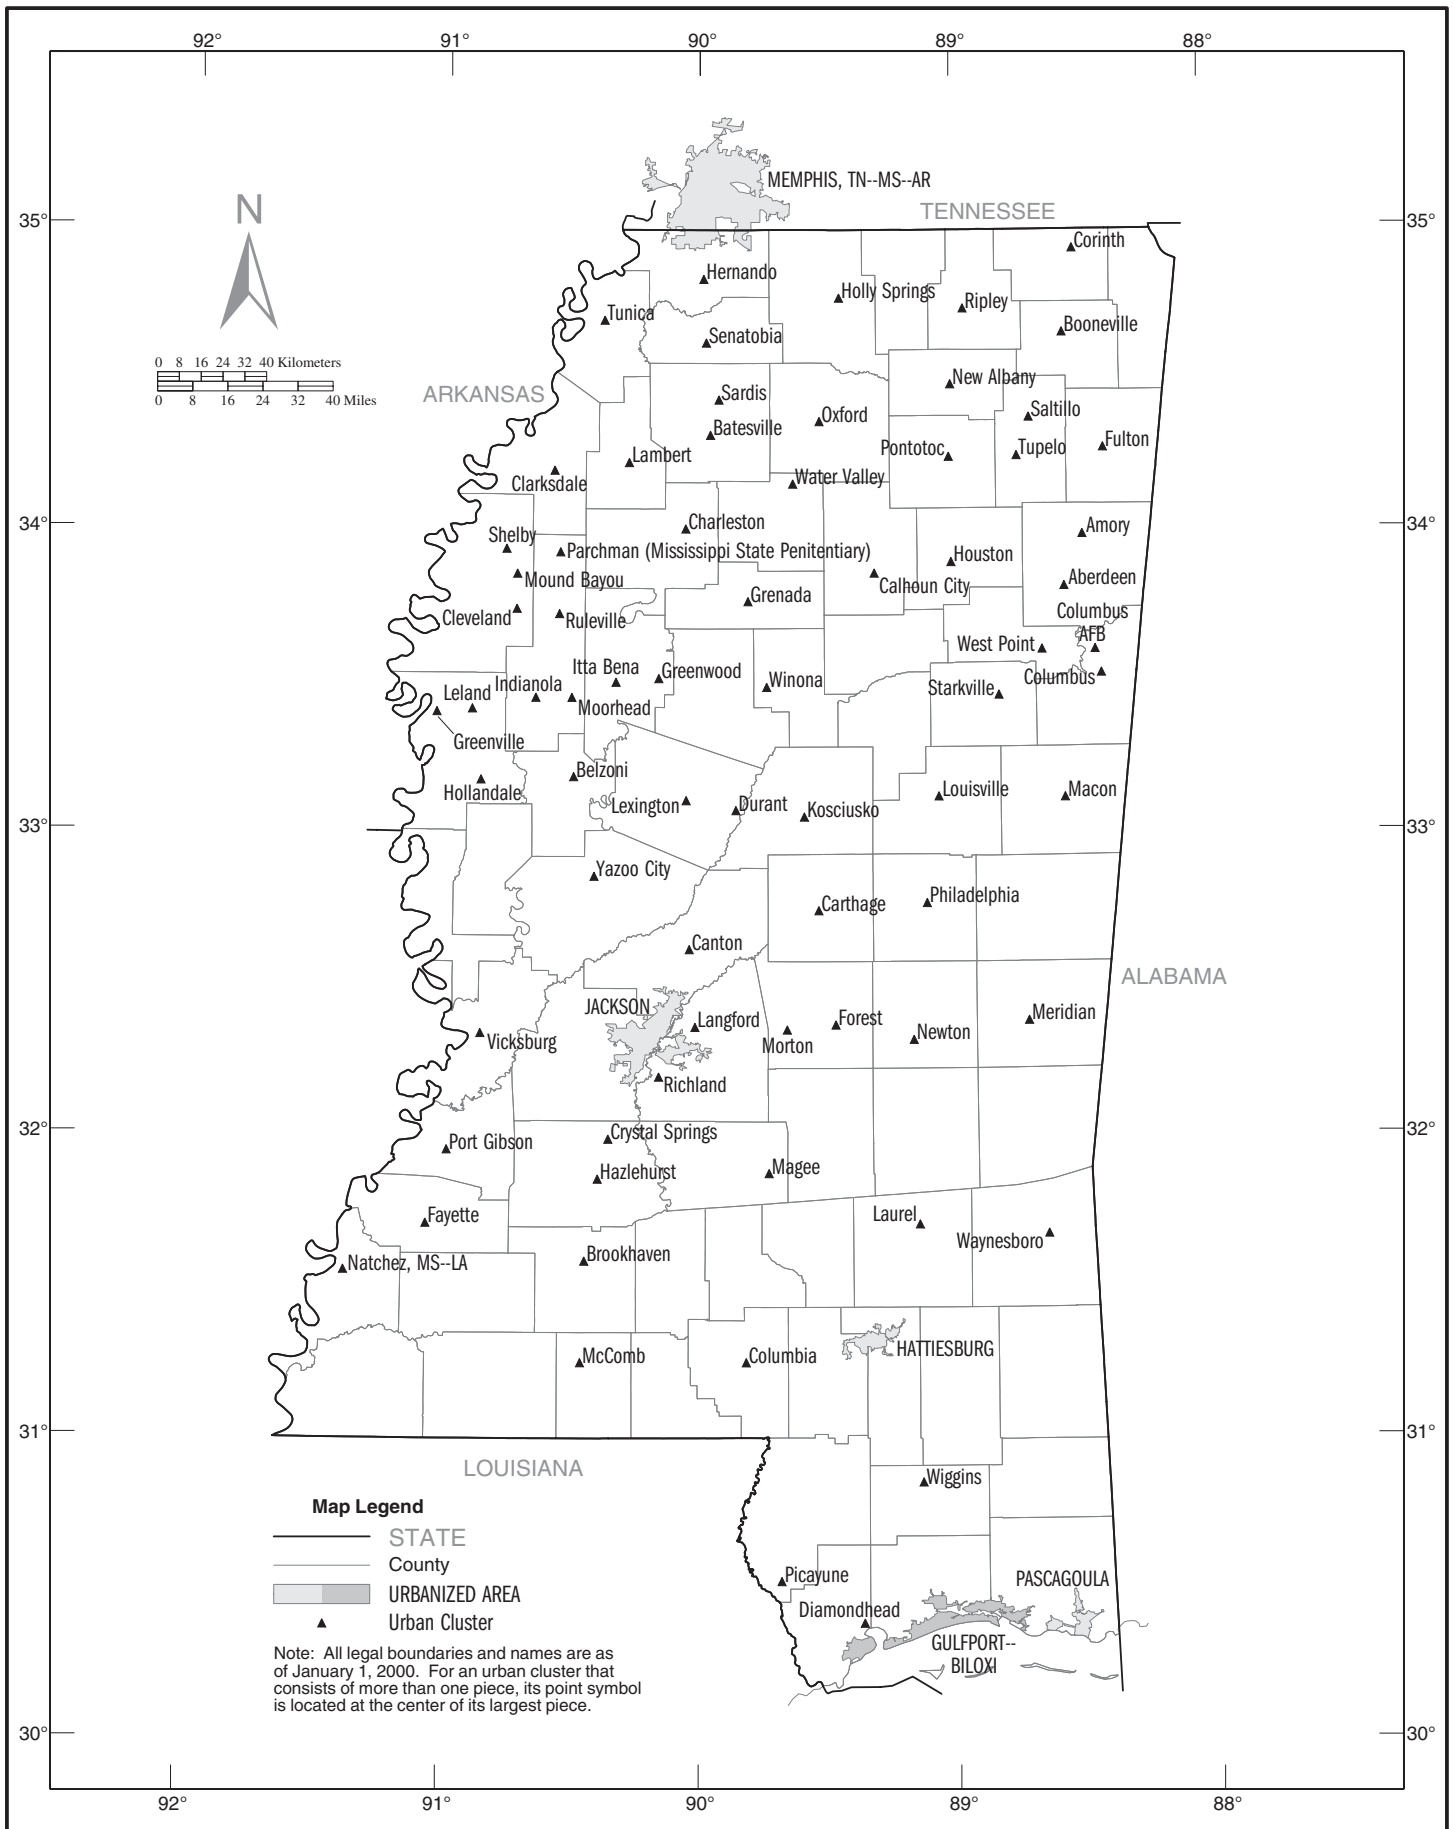 92° 91° 90° 89° 88°
MEMPHIS, TN--MS--AR
N
TENNESSEE
35° 35°
Corinth
Hernando
Holly Springs
Ripley
Tunica
Booneville
Senatobia
0 8 16 24 32 40 Kilometers
0 8 16 24 32 40 Miles
ARKANSAS
New Albany
Sardis
Saltillo
Oxford
Batesville
Fulton
Pontotoc
Tupelo
Lambert
Water Valley
Clarksdale
34° 34°
Charleston
Amory
Shelby
Parchman (Mississippi State Penitentiary)
Houston
Mound Bayou
Calhoun City
Aberdeen
Grenada
Columbus
AFB
Cleveland
Ruleville
West Point
Itta Bena
Greenwood
Columbus
Winona
Indianola
Starkville
Leland
Moorhead
Greenville
Belzoni
Hollandale
Lexington
Durant
Kosciusko
Louisville
Macon
33° 33°
Yazoo City
Carthage
Philadelphia
Canton
ALABAMA
JACKSON
Langford
Forest
Meridian
Vicksburg
Morton
Newton
Richland
32° 32°
Port Gibson
Crystal Springs
Hazlehurst
Magee
Fayette
Laurel
Waynesboro
Natchez, MS--LA
Brookhaven
HATTIESBURG
McComb
Columbia
31° 31°
LOUISIANA
Wiggins
Map Legend
STATE
County
URBANIZED AREA
Urban Cluster
Picayune
PASCAGOULA
Diamondhead
GULFPORT--
BILOXI
Note: All legal boundaries and names are as
of January 1, 2000. For an urban cluster that
consists of more than one piece, its point symbol
is located at the center of its largest piece.
30° 30°
92° 91° 90° 89° 88°